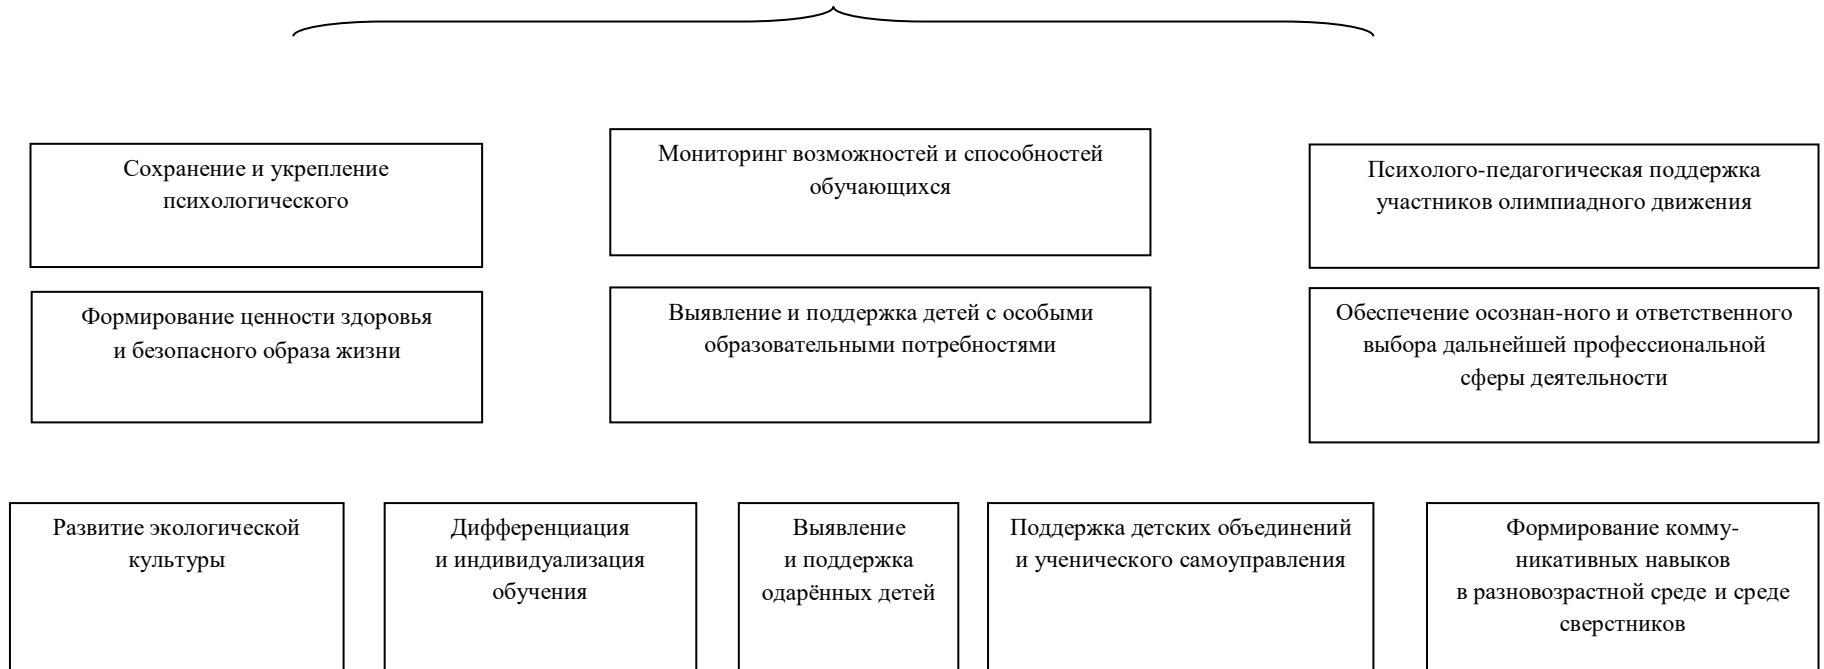 Сохранение и укрепление
психологического
Мониторинг возможностей и способностей
обучающихся
Психолого-педагогическая поддержка
участников олимпиадного движения
Формирование ценности здоровья
и безопасного образа жизни
Выявление и поддержка детей с особыми
образовательными потребностями
Обеспечение осознан-ного и ответственного
выбора дальнейшей профессиональной
сферы деятельности
Развитие экологической
культуры
Дифференциация
и индивидуализация
обучения
Выявление
и поддержка
одарённых детей
Поддержка детских объединений
и ученического самоуправления
Формирование комму-
никативных навыков
в разновозрастной среде и среде
сверстников